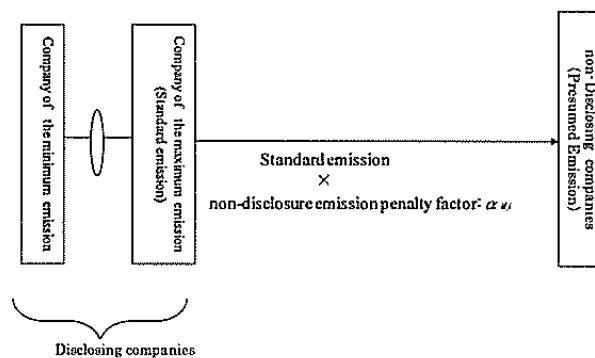 Company of the minimum emission
Company of the maximum emission
(Standard emission)
Standard emission
×
non-disclosure emission penalty factor: α
non-Disclosing companies
(Presumed Emission)
Disclosing companies